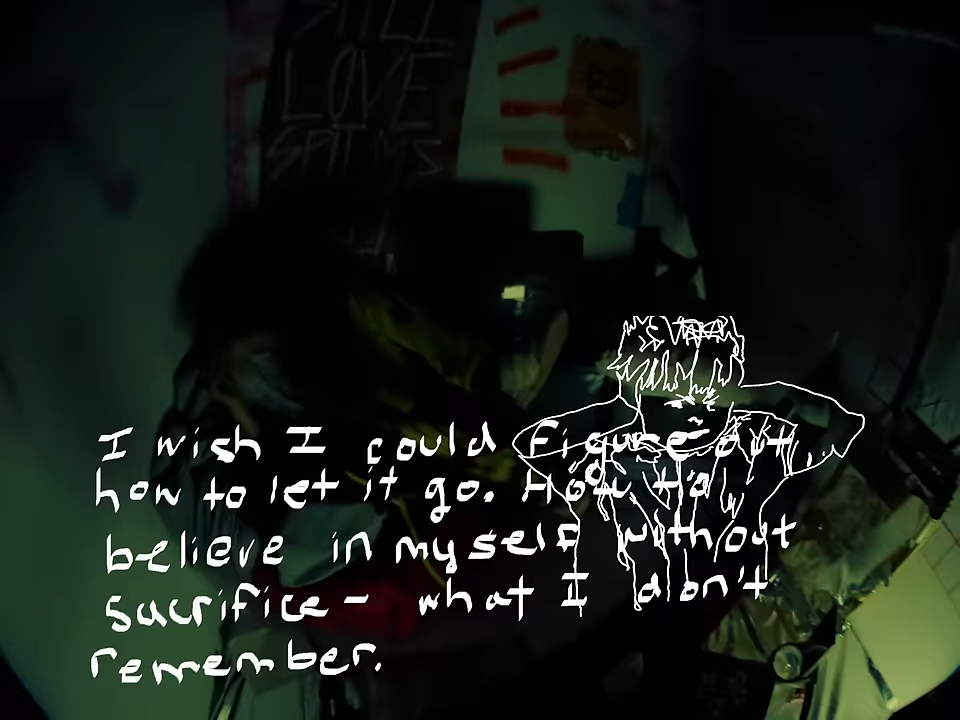 LOVE
I wish I could figure out
how to let it go. How to
believe in myself without
sacrifice - what I don't
remember.